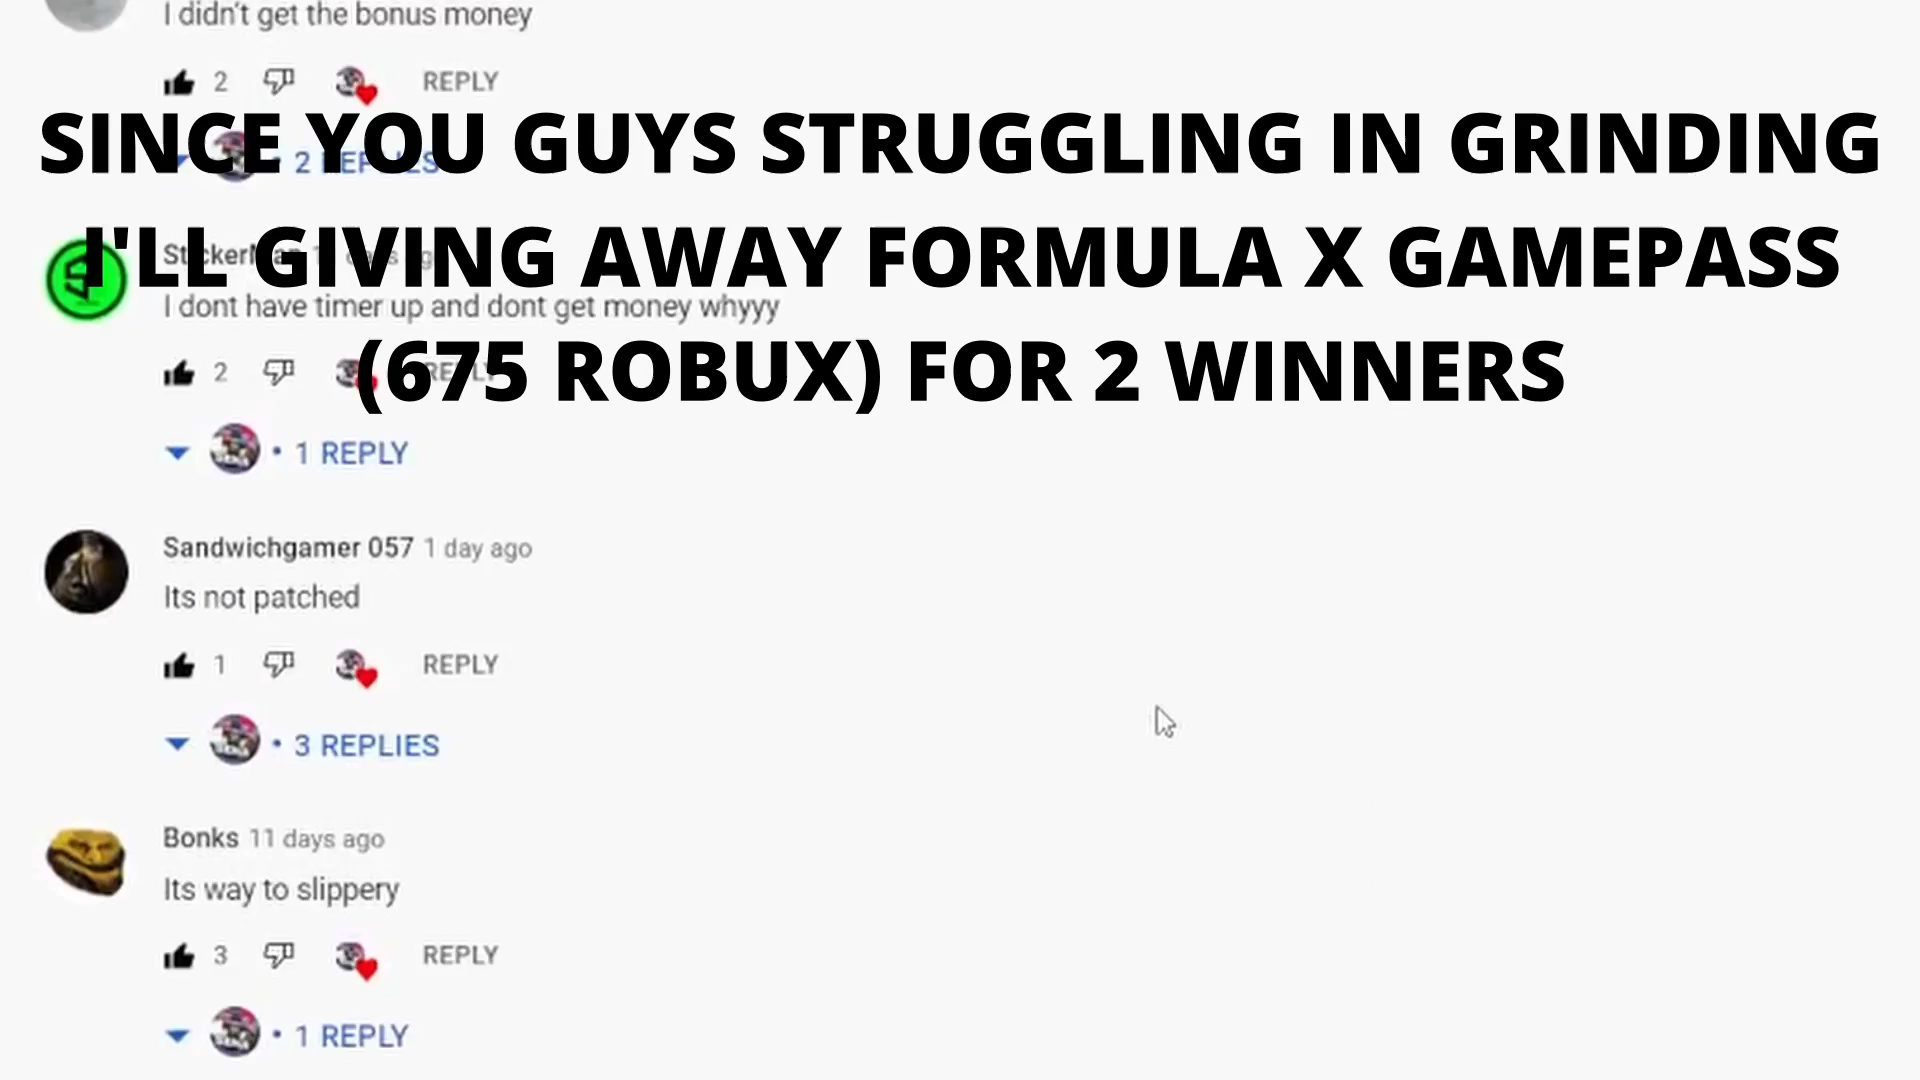 I didn't get the bonus money
2 REPLY
SINCE YOU GUYS STRUGGLING IN GRINDING
2 REPLIES
I'LL GIVING AWAY FORMULA X GAMEPASS
I dont have timer up and dont get money whyyy
(675 ROBUX) FOR 2 WINNERS
2 REPLY
• 1 REPLY
Sandwichgamer 057 1 day ago
Its not patched
1 REPLY
• 3 REPLIES
Bonks 11 days ago
Its way to slippery
3 REPLY
• 1 REPLY